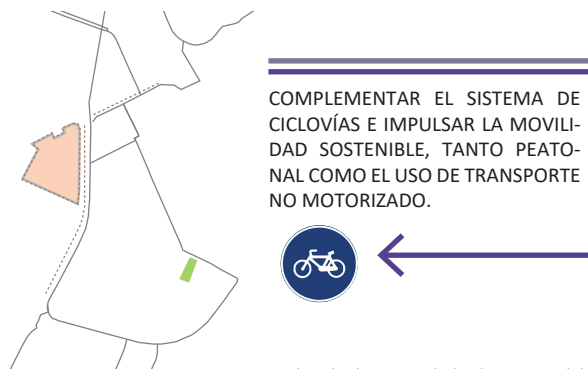 COMPLEMENTAR EL SISTEMA DE
CICLOVÍAS E IMPULSAR LA MOVILI-
DAD SOSTENIBLE, TANTO PEATO-
NAL COMO EL USO DE TRANSPORTE
NO MOTORIZADO.